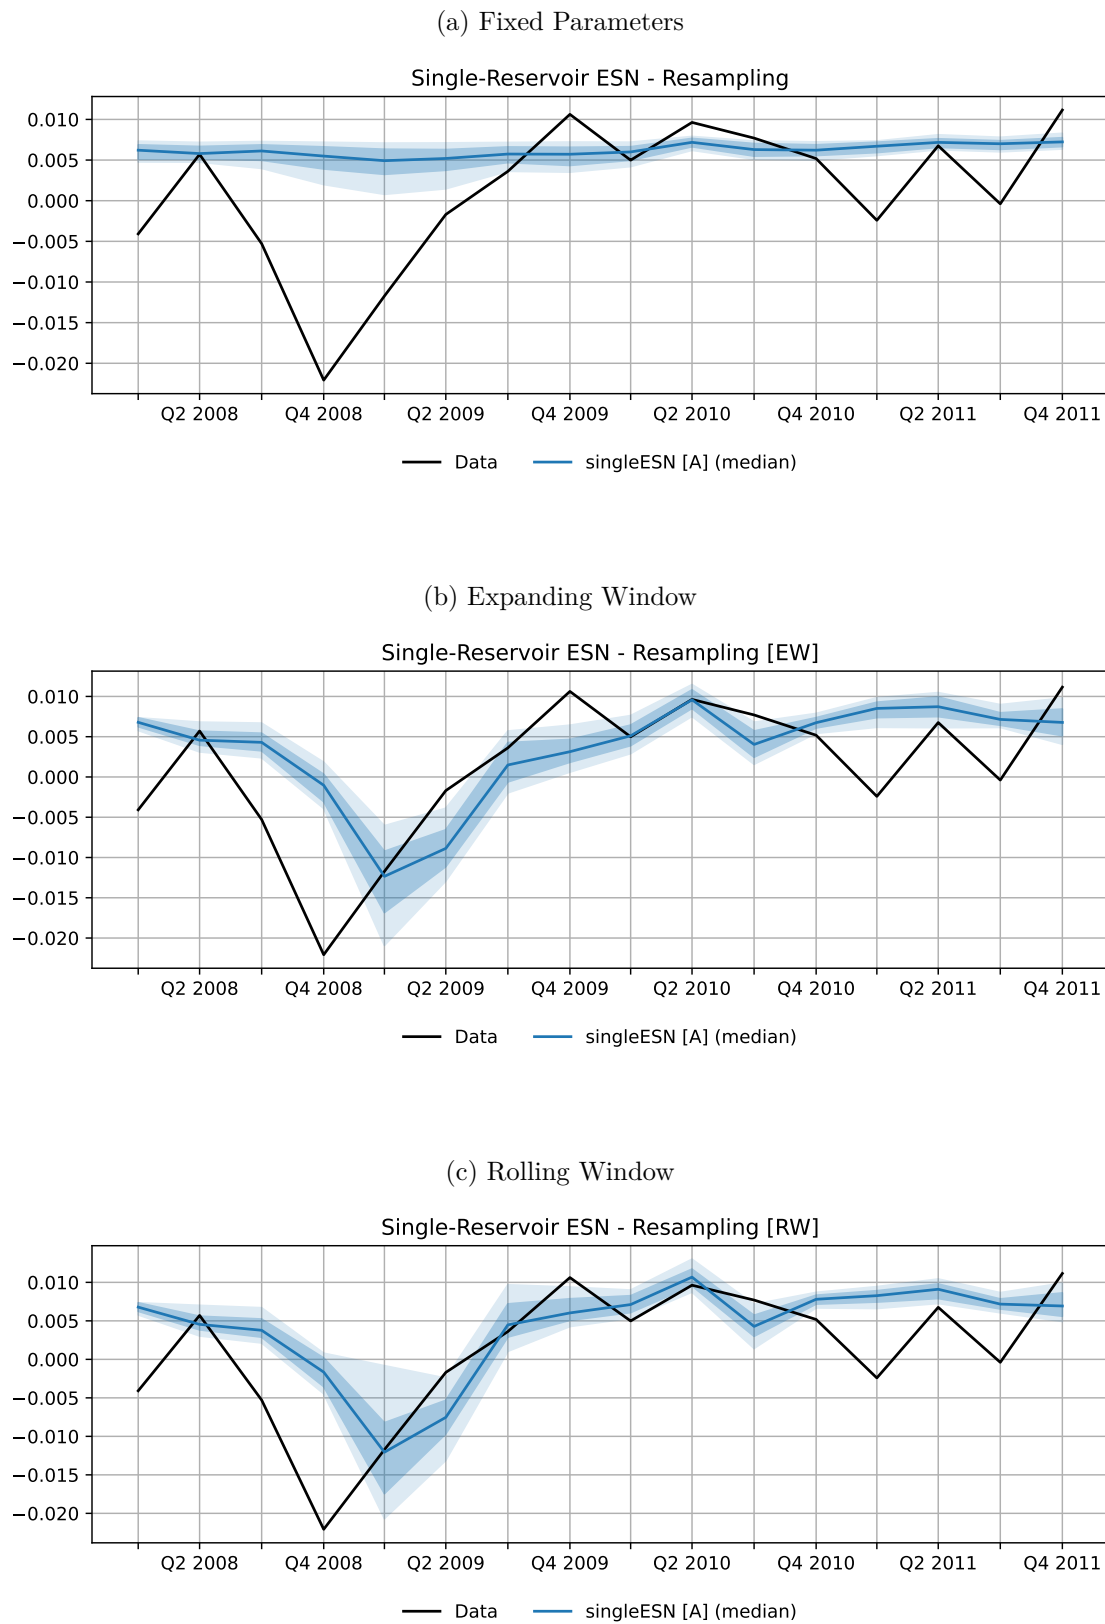 (a) Fixed Parameters
Single-Reservoir ESN - Resampling
0.010
0.005
0.000
−0.005
−0.010
−0.015
−0.020
Q2 2008 Q4 2008 Q2 2009 Q4 2009 Q2 2010 Q4 2010 Q2 2011 Q4 2011
Data singleESN [A] (median)
(b) Expanding Window
Single-Reservoir ESN - Resampling [EW]
0.010
0.005
0.000
−0.005
−0.010
−0.015
−0.020
Q2 2008 Q4 2008 Q2 2009 Q4 2009 Q2 2010 Q4 2010 Q2 2011 Q4 2011
Data singleESN [A] (median)
(c) Rolling Window
Single-Reservoir ESN - Resampling [RW]
0.010
0.005
0.000
−0.005
−0.010
−0.015
−0.020
Q2 2008 Q4 2008 Q2 2009 Q4 2009 Q2 2010 Q4 2010 Q2 2011 Q4 2011
Data singleESN [A] (median)